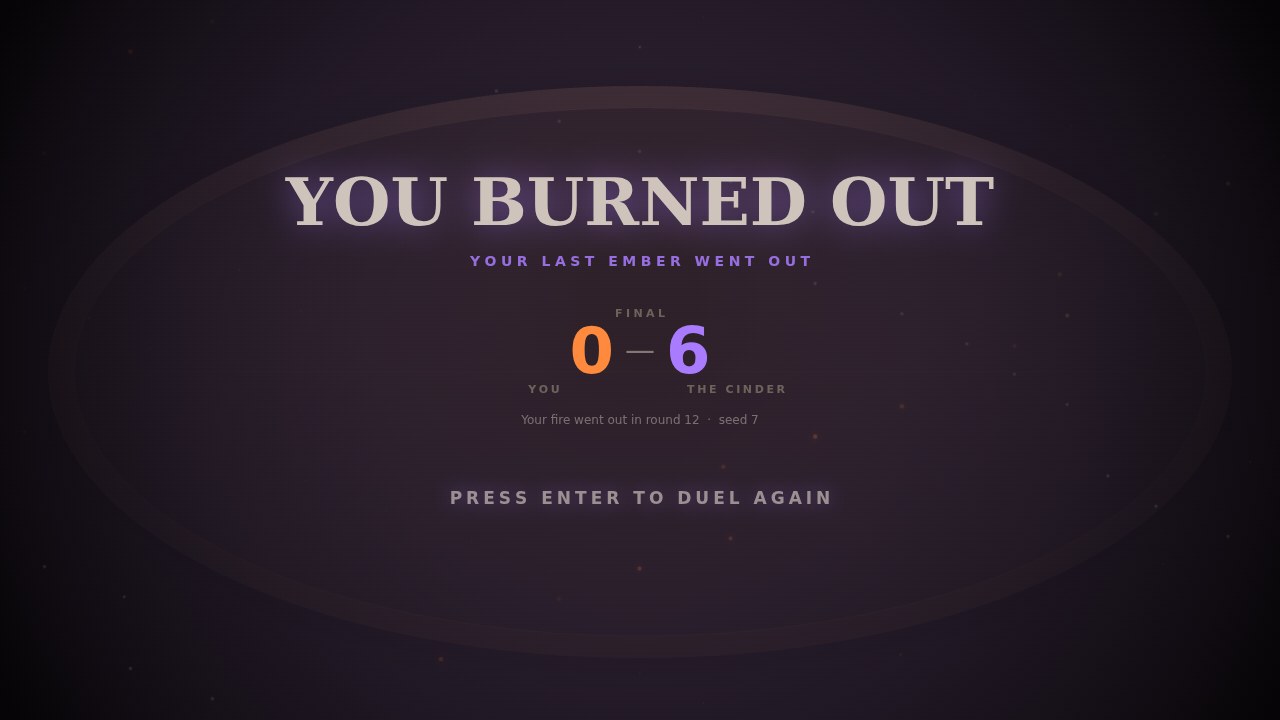 YOU BURNED OUT
YOUR LAST EMBER WENT OUT
FINAL
0 — 6
YOU THE CINDER
Your fire went out in round 12 · seed 7
PRESS ENTER TO DUEL AGAIN